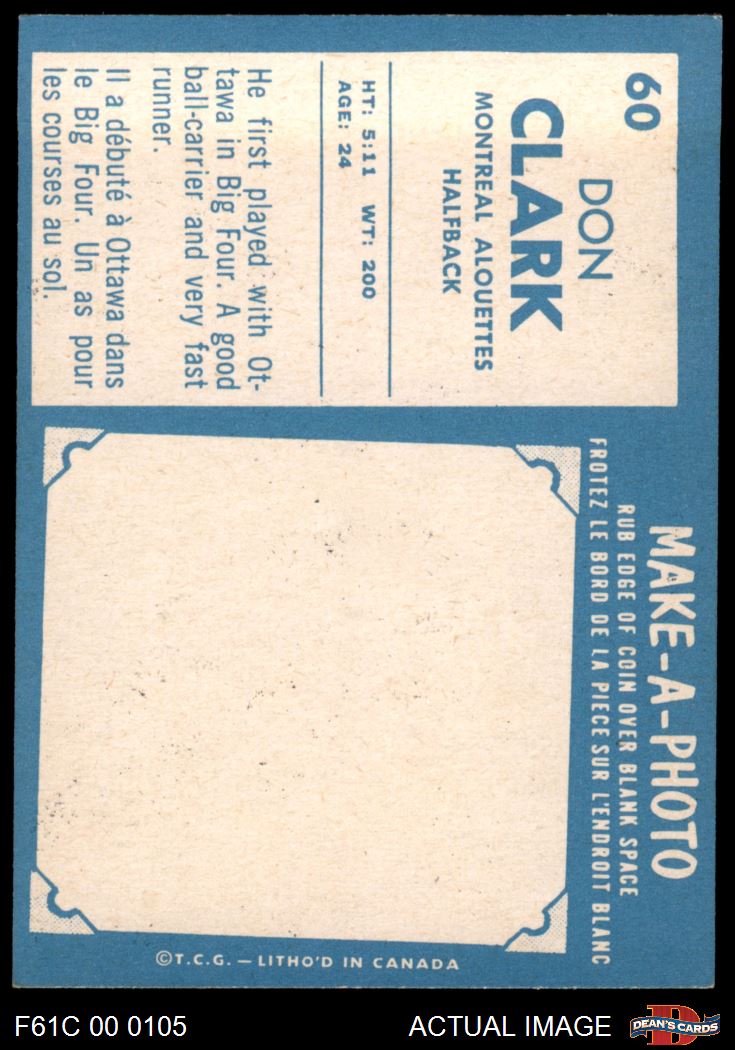 60
DON
CLARK
MONTREAL ALOUETTES
HALFBACK
HT: 5:11 WT: 200
AGE: 24
He first played with Ot-
tawa in Big Four. A good
ball-carrier and very fast
runner.
Il a débuté à Ottawa dans
le Big Four. Un as pour
les courses au sol.
MAKE-A-PHOTO
RUB EDGE OF COIN OVER BLANK SPACE
FROTEZ LE BORD DE LA PIECE SUR L'ENDROIT BLANC
©T.C.G. — LITHO'D IN CANADA
F61C 00 0105
ACTUAL IMAGE
D
DEAN'S CARDS